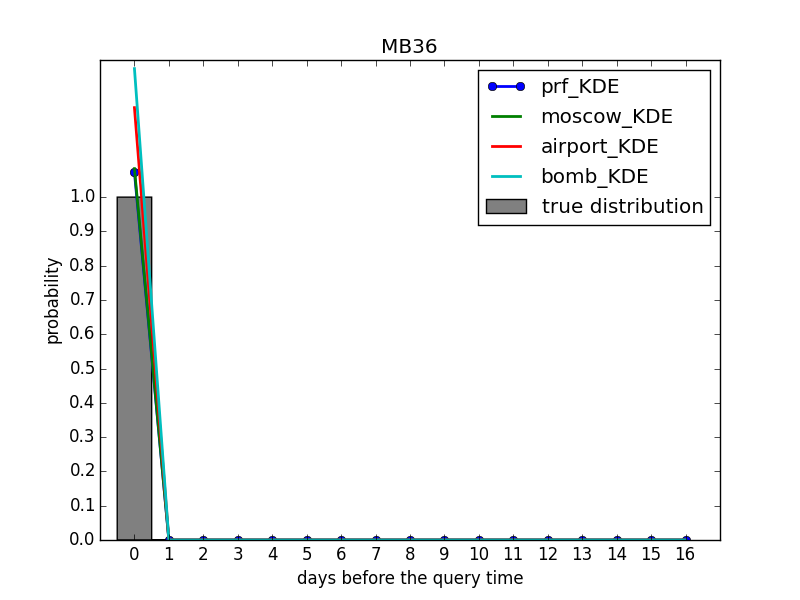 MB36
prf_KDE
moscow_KDE
airport_KDE
bomb_KDE
true distribution
probability
1.0
0.9
0.8
0.7
0.6
0.5
0.4
0.3
0.2
0.1
0.0
0 1 2 3 4 5 6 7 8 9 10 11 12 13 14 15 16
days before the query time